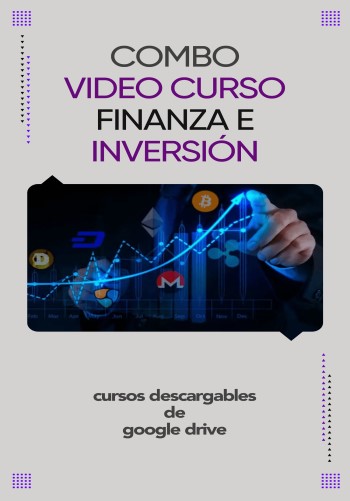 COMBO
VIDEO CURSO
FINANZA E
INVERSIÓN
cursos descargables
de
google drive